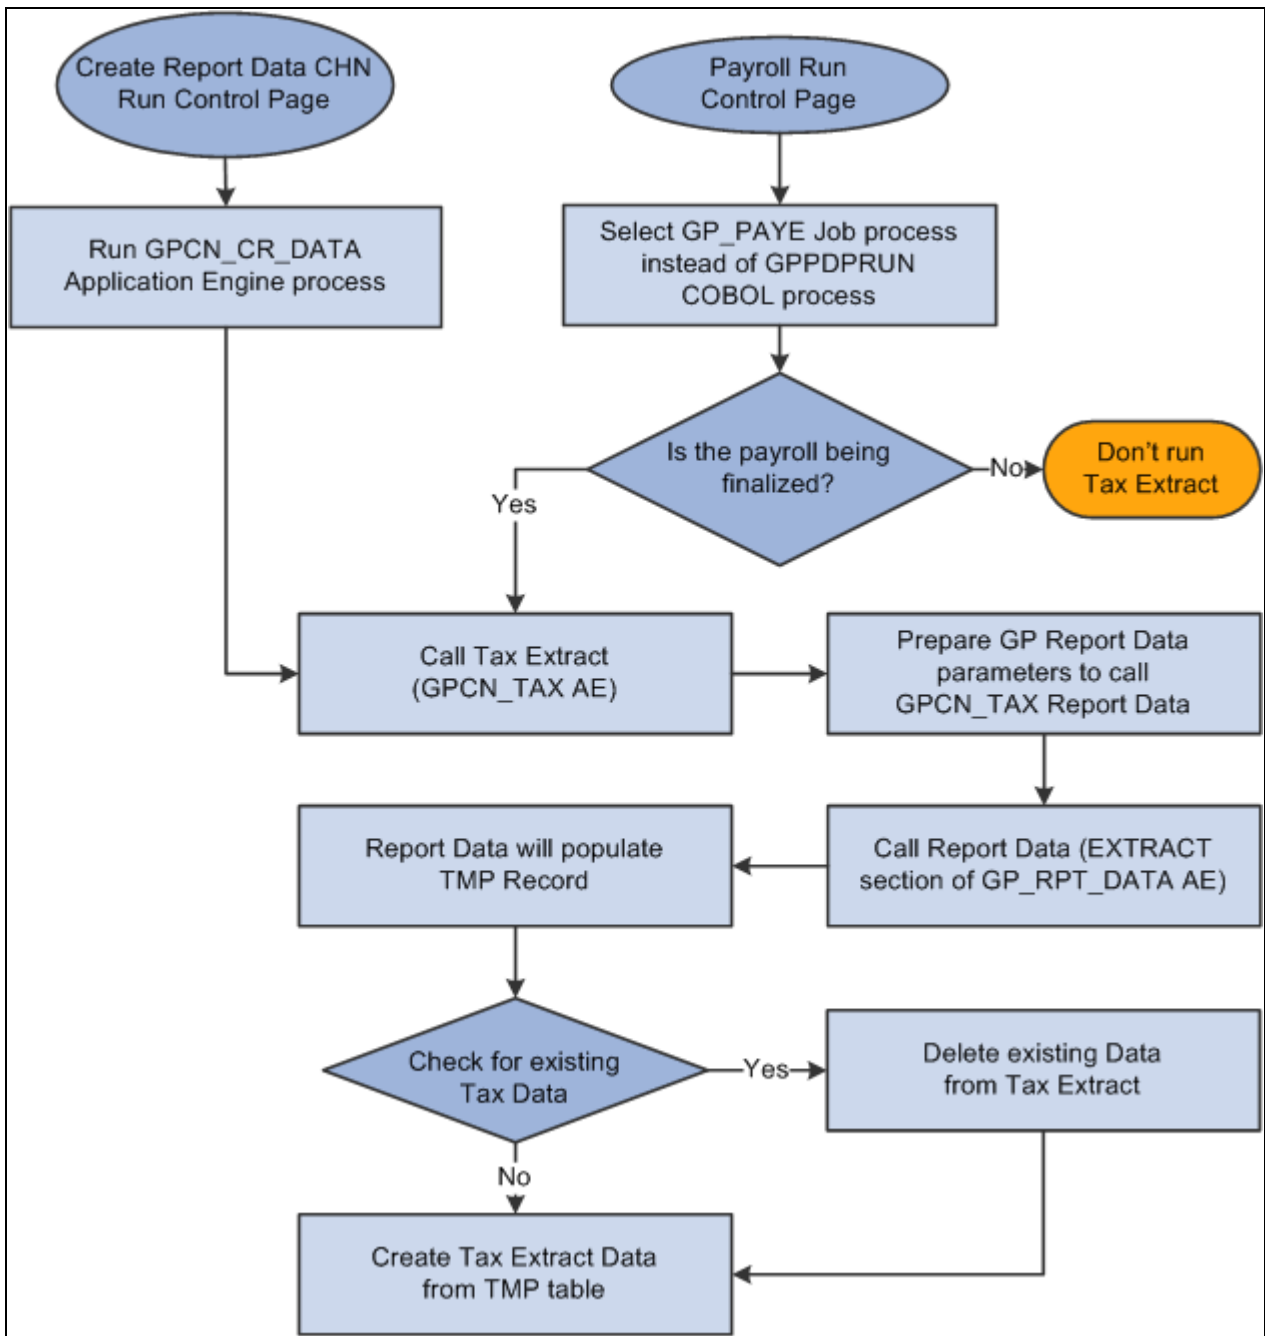 Create Report Data CHN
Run Control Page
Payroll Run
Control Page
Run GPCN_CR_DATA
Application Engine process
Select GP_PAYE Job process
instead of GPPDPRUN
COBOL process
Is the payroll being
finalized?
No
Don't run
Tax Extract
Yes
Call Tax Extract
(GPCN_TAX AE)
Prepare GP Report Data
parameters to call
GPCN_TAX Report Data
Report Data will populate
TMP Record
Call Report Data (EXTRACT
section of GP_RPT_DATA AE)
Check for existing
Tax Data
Yes
Delete existing Data
from Tax Extract
No
Create Tax Extract Data
from TMP table